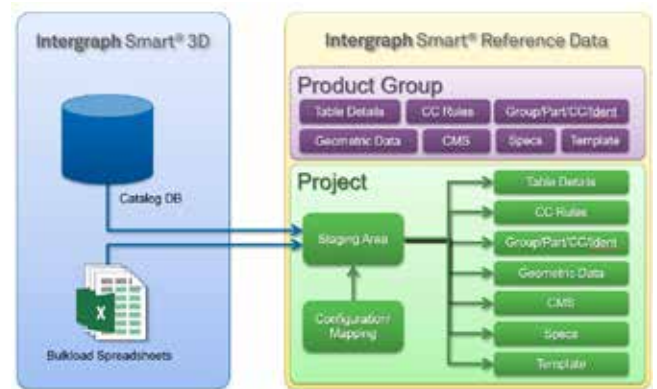 Intergraph Smart® 3D
Catalog DB
X
Bulkload Spreadsheets
Intergraph Smart® Reference Data
Product Group
Table Details
CC Rules
Group/Part/CC/Ident
Geometric Data
CMS
Specs
Template
Project
Staging Area
Configuration/
Mapping
Table Details
CC Rules
Group/Part/CC/Ident
Geometric Data
CMS
Specs
Template